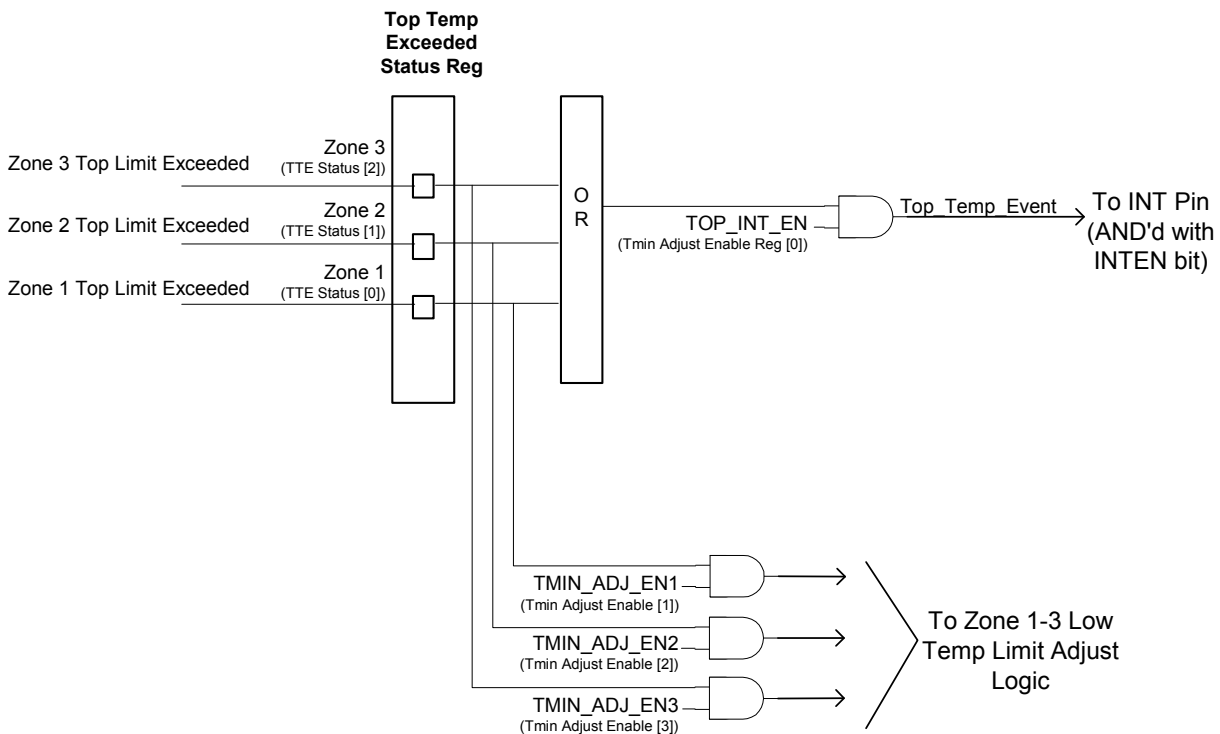 Top Temp
Exceeded
Status Reg
Zone 3 Top Limit Exceeded
Zone 3
(TTE Status [2])
Zone 2 Top Limit Exceeded
Zone 2
(TTE Status [1])
Zone 1 Top Limit Exceeded
Zone 1
(TTE Status [0])
O
R
TOP_INT_EN
(Tmin Adjust Enable Reg [0])
Top_Temp_Event
To INT Pin
(AND'd with
INTEN bit)
TMIN_ADJ_EN1
(Tmin Adjust Enable [1])
TMIN_ADJ_EN2
(Tmin Adjust Enable [2])
TMIN_ADJ_EN3
(Tmin Adjust Enable [3])
To Zone 1-3 Low
Temp Limit Adjust
Logic